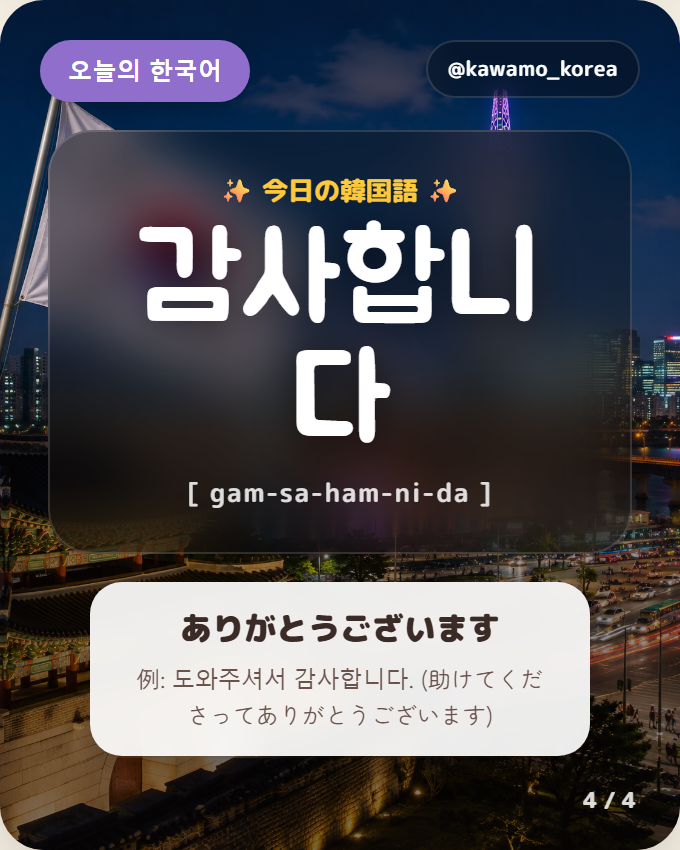 오늘의 한국어
@kawamo_korea
✨ 今日の韓国語 ✨
감사합니
다
[ gam-sa-ham-ni-da ]
ありがとうございます
例: 도와주셔서 감사합니다. (助けてくだ
さってありがとうございます)
4 / 4